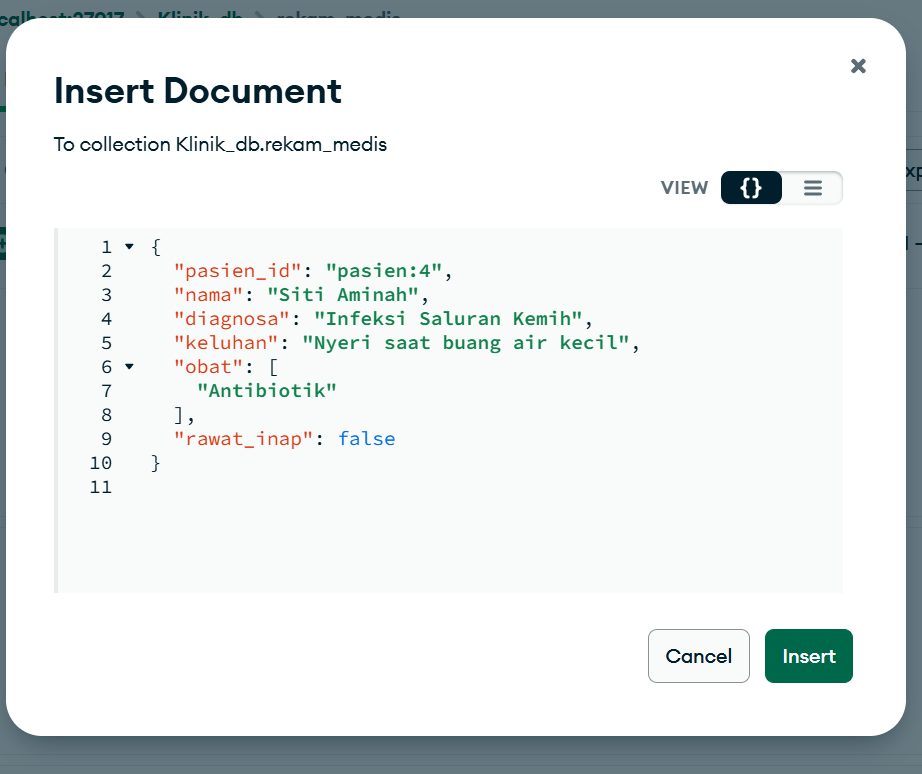 Klinik_db
rekam_medis
Insert Document
To collection Klinik_db.rekam_medis
VIEW {}
1 {
2 "pasien_id": "pasien:4",
3 "nama": "Siti Aminah",
4 "diagnosa": "Infeksi Saluran Kemih",
5 "keluhan": "Nyeri saat buang air kecil",
6 "obat": [
7 "Antibiotik"
8 ],
9 "rawat_inap": false
10 }
11
Cancel Insert